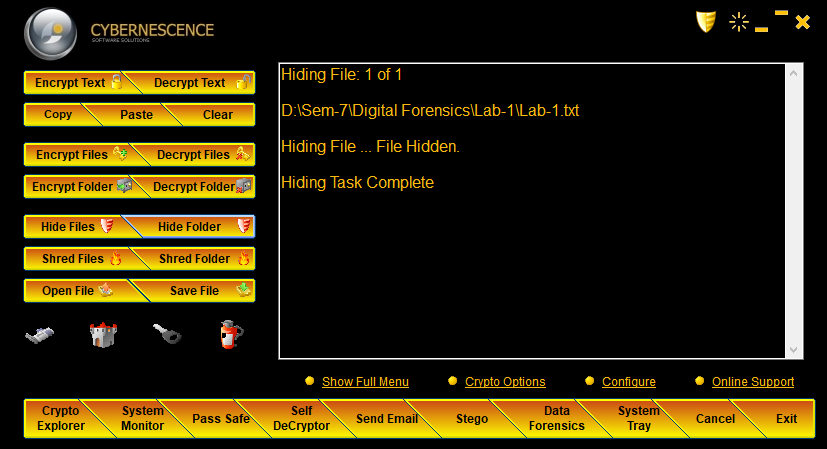 CYBERNESCENCE
SOFTWARE SOLUTIONS
Encrypt Text
Decrypt Text
Copy
Paste
Clear
Encrypt Files
Decrypt Files
Encrypt Folder
Decrypt Folder
Hide Files
Hide Folder
Shred Files
Shred Folder
Open File
Save File
Hiding File: 1 of 1
D:\Sem-7\Digital Forensics\Lab-1\Lab-1.txt
Hiding File ... File Hidden.
Hiding Task Complete
Show Full Menu
Crypto Options
Configure
Online Support
Crypto
Explorer
System
Monitor
Pass Safe
Self
DeCryptor
Send Email
Stego
Data
Forensics
System
Tray
Cancel
Exit